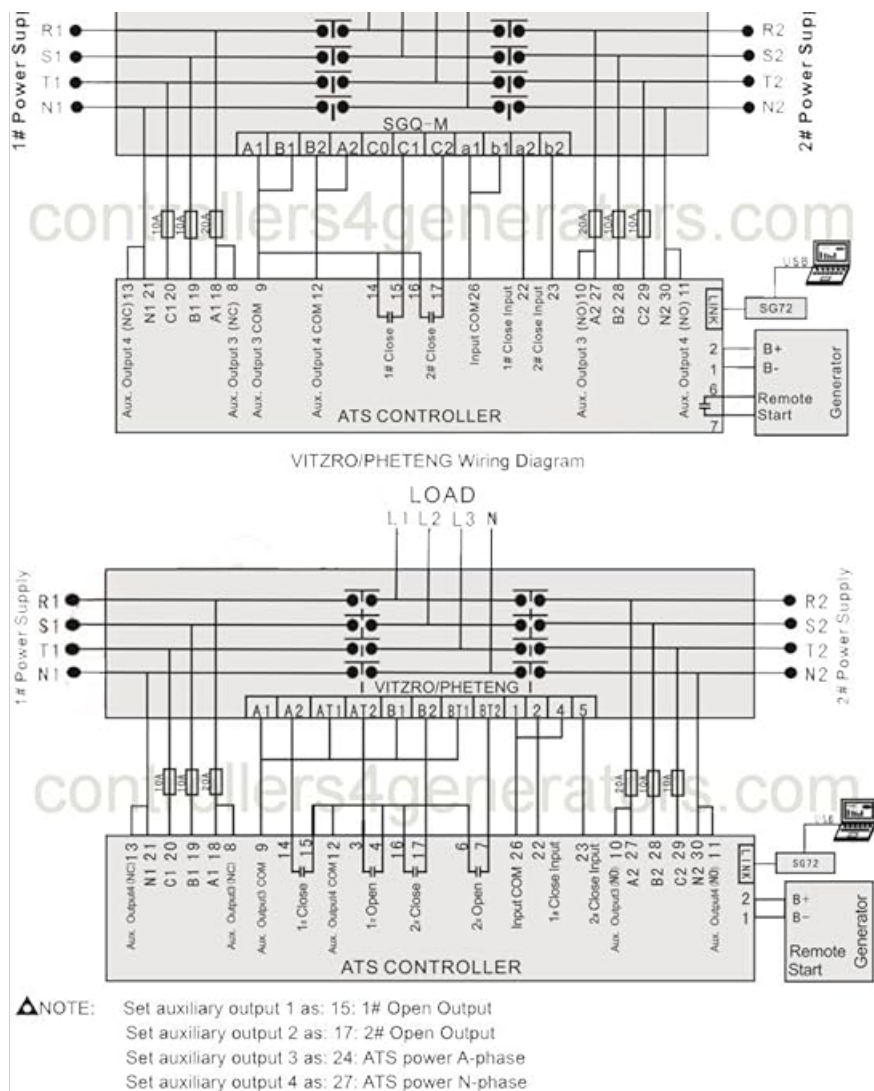 1# Power Supp
R1
S1
T1
N1
R2
S2
T2
N2
2# Power Supply
SGQ-M
A1 B1 B2 A2 C0 C1 C2 a1 b1 a2 b2
controllers4generators.com
10A 10A 20A
20A 10A 10A
Aux. Output 4 (NC) 13
N1 21
C1 20
B1 19
A1 18
Aux. Output 3 (NC) 8
Aux. Output 3 COM 9
Aux. Output 4 COM 12
14
1# Close 15
16
2# Close 17
Input COM 26
1# Close Input 22
2# Close Input 23
Aux. Output 3 (NO) 10
A2 27
B2 28
C2 29
N2 30
Aux. Output 4 (NO) 11
LINK
USB
SG72
2
1
6
7
B+
B-
Remote
Start
Generator
ATS CONTROLLER
VITZRO/PHETENG Wiring Diagram
LOAD
L1 L2 L3 N
1# Power Supply
R1
S1
T1
N1
R2
S2
T2
N2
2# Power Supply
VITZRO/PHETENG
A1 A2 AT1 AT2 B1 B2 BT1 BT2 1 2 4 5
controllers4generators.com
10A 10A 20A
20A 10A 10A
Aux. Output4 (NC) 13
N1 21
C1 20
B1 19
A1 18
Aux. Output3 (NC) 8
Aux. Output3 COM 9
14
Close 15
Aux. Output4 COM 12
3
Open 4
16
Close 17
6
Open 7
Input COM 26
Close Input 22
Close Input 23
Aux. Output3 (NO) 10
A2 27
B2 28
C2 29
N2 30
Aux. Output4 (NO) 11
LINK
USB
SG72
2
1
B+
B-
Remote
Start
Generator
ATS CONTROLLER
NOTE: Set auxiliary output 1 as: 15: 1# Open Output
Set auxiliary output 2 as: 17: 2# Open Output
Set auxiliary output 3 as: 24: ATS power A-phase
Set auxiliary output 4 as: 27: ATS power N-phase